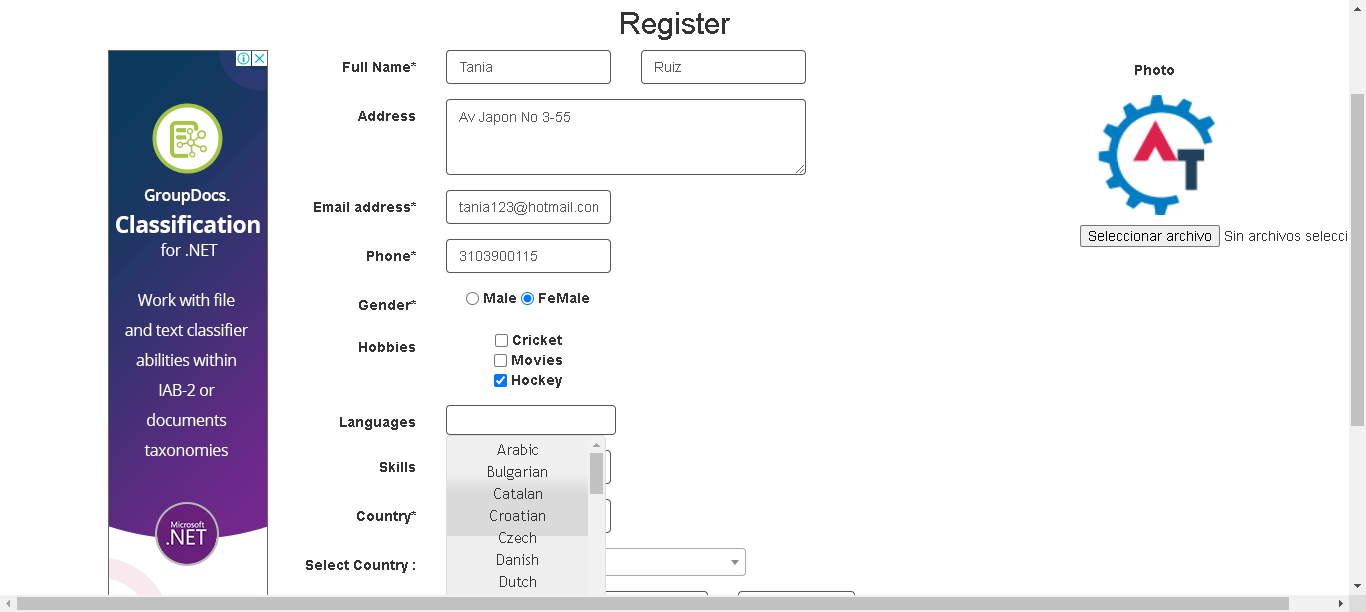 Register
GroupDocs.
Classification
for .NET
Work with file
and text classifier
abilities within
IAB-2 or
documents
taxonomies
Microsoft
.NET
Full Name* Tania Ruiz
Address Av Japon No 3-55
Email address* tania123@hotmail.con
Phone* 3103900115
Gender* Male FeMale
Hobbies Cricket
Movies
Hockey
Languages
Arabic
Bulgarian
Catalan
Croatian
Czech
Danish
Dutch
Skills
Country*
Select Country :
Photo
AT
Seleccionar archivo Sin archivos selecci